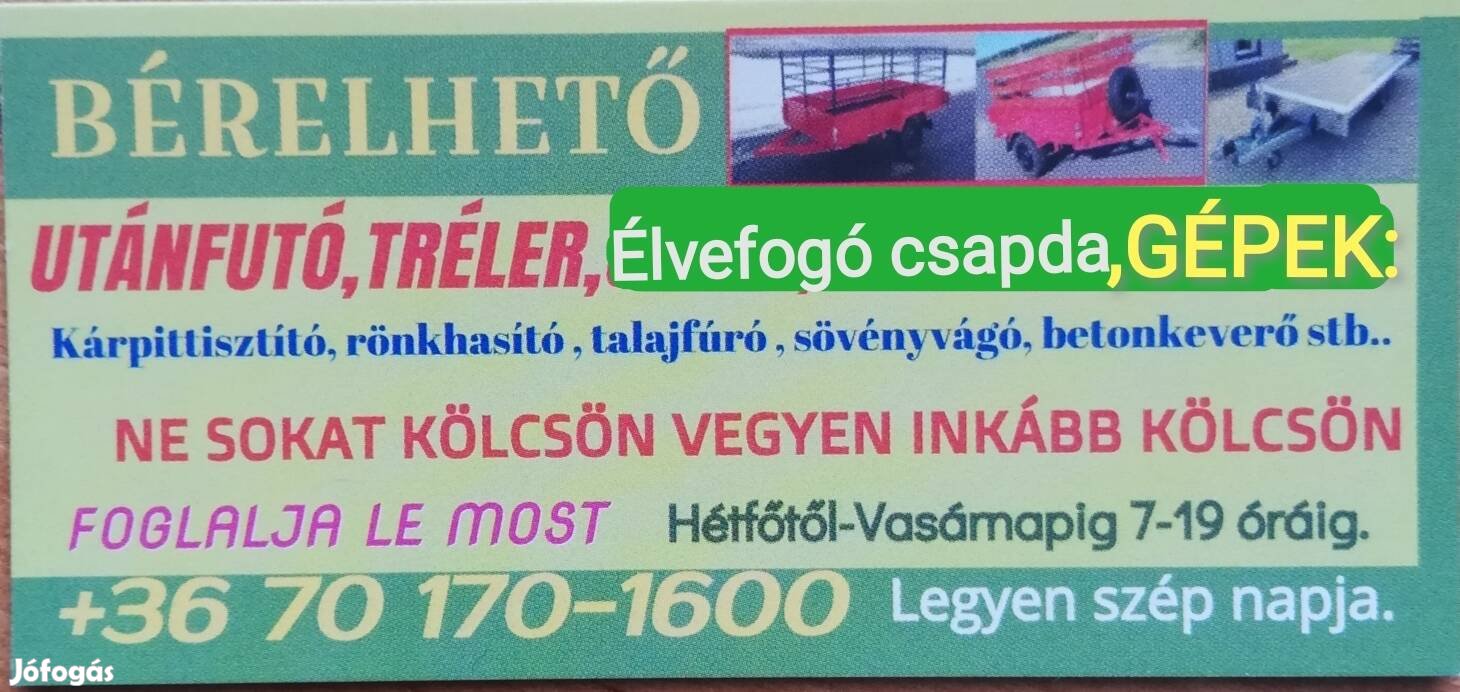 BÉRELHETŐ
UTÁNFUTÓ,TRÉLER, Élvefogó csapda,GÉPEK:
Kárpittisztító, rönkhasító , talajfúró , sövényvágó, betonkeverő stb..
NE SOKAT KÖLCSÖN VEGYEN INKÁBB KÖLCSÖN
FOGLALJA LE MOST Hétfőtől-Vasárnapig 7-19 óráig.
+36 70 170-1600 Legyen szép napja.
Jófogás